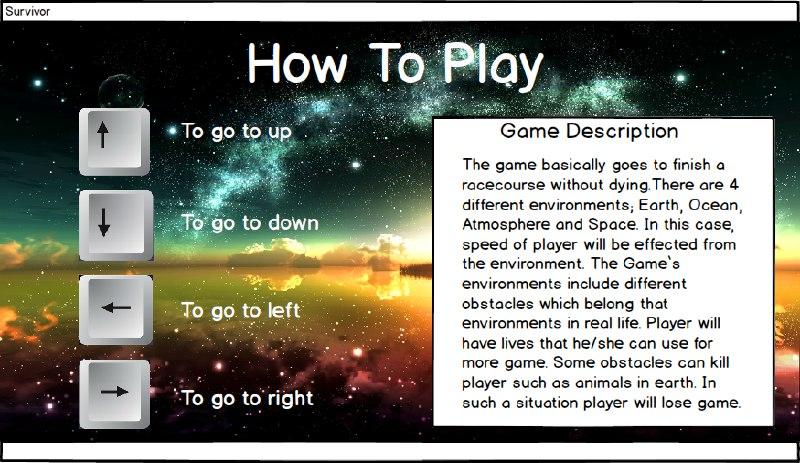 Survivor
How To Play
To go to up
To go to down
To go to left
To go to right
Game Description
The game basically goes to finish a
racecourse without dying.There are 4
different environments; Earth, Ocean,
Atmosphere and Space. In this case,
speed of player will be effected from
the environment. The Game`s
environments include different
obstacles which belong that
environments in real life. Player will
have lives that he/she can use for
more game. Some obstacles can kill
player such as animals in earth. In
such a situation player will lose game.